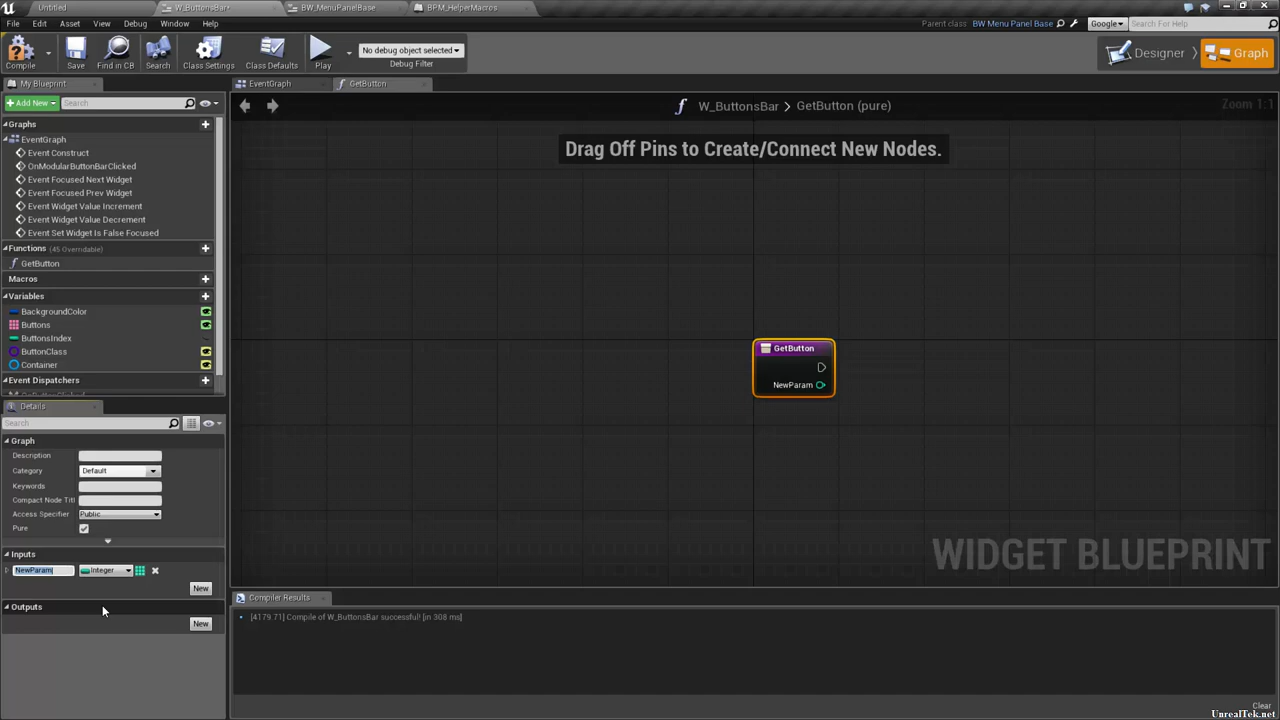 Untitled
W_ButtonsBar•
BW_MenuPanelBase
BPM_HelperMacros
File Edit Asset View Debug Window Help
Parent class: BW Menu Panel Base
Google
Search For Help
Compile
Save
Find in CB
Search
Class Settings
Class Defaults
Play
No debug object selected
Debug Filter
Designer
Graph
My Blueprint
EventGraph
GetButton
+Add New
Search
W_ButtonsBar > GetButton (pure)
Zoom 1:1
Drag Off Pins to Create/Connect New Nodes.
Graphs
EventGraph
Event Construct
OnModularButtonBarClicked
Event Focused Next Widget
Event Focused Prev Widget
Event Widget Value Increment
Event Widget Value Decrement
Event Set Widget Is False Focused
Functions (45 Overridable)
GetButton
Macros
Variables
BackgroundColor
Buttons
ButtonsIndex
ButtonClass
Container
Event Dispatchers
GetButton
NewParam
Details
Search
Graph
Description
Category Default
Keywords
Compact Node Titl
Access Specifier Public
Pure
Inputs
NewParam Integer
New
Outputs
New
WIDGET BLUEPRINT
Compiler Results
[4179.71] Compile of W_ButtonsBar successful! [in 308 ms]
Clear
UnrealTek.net